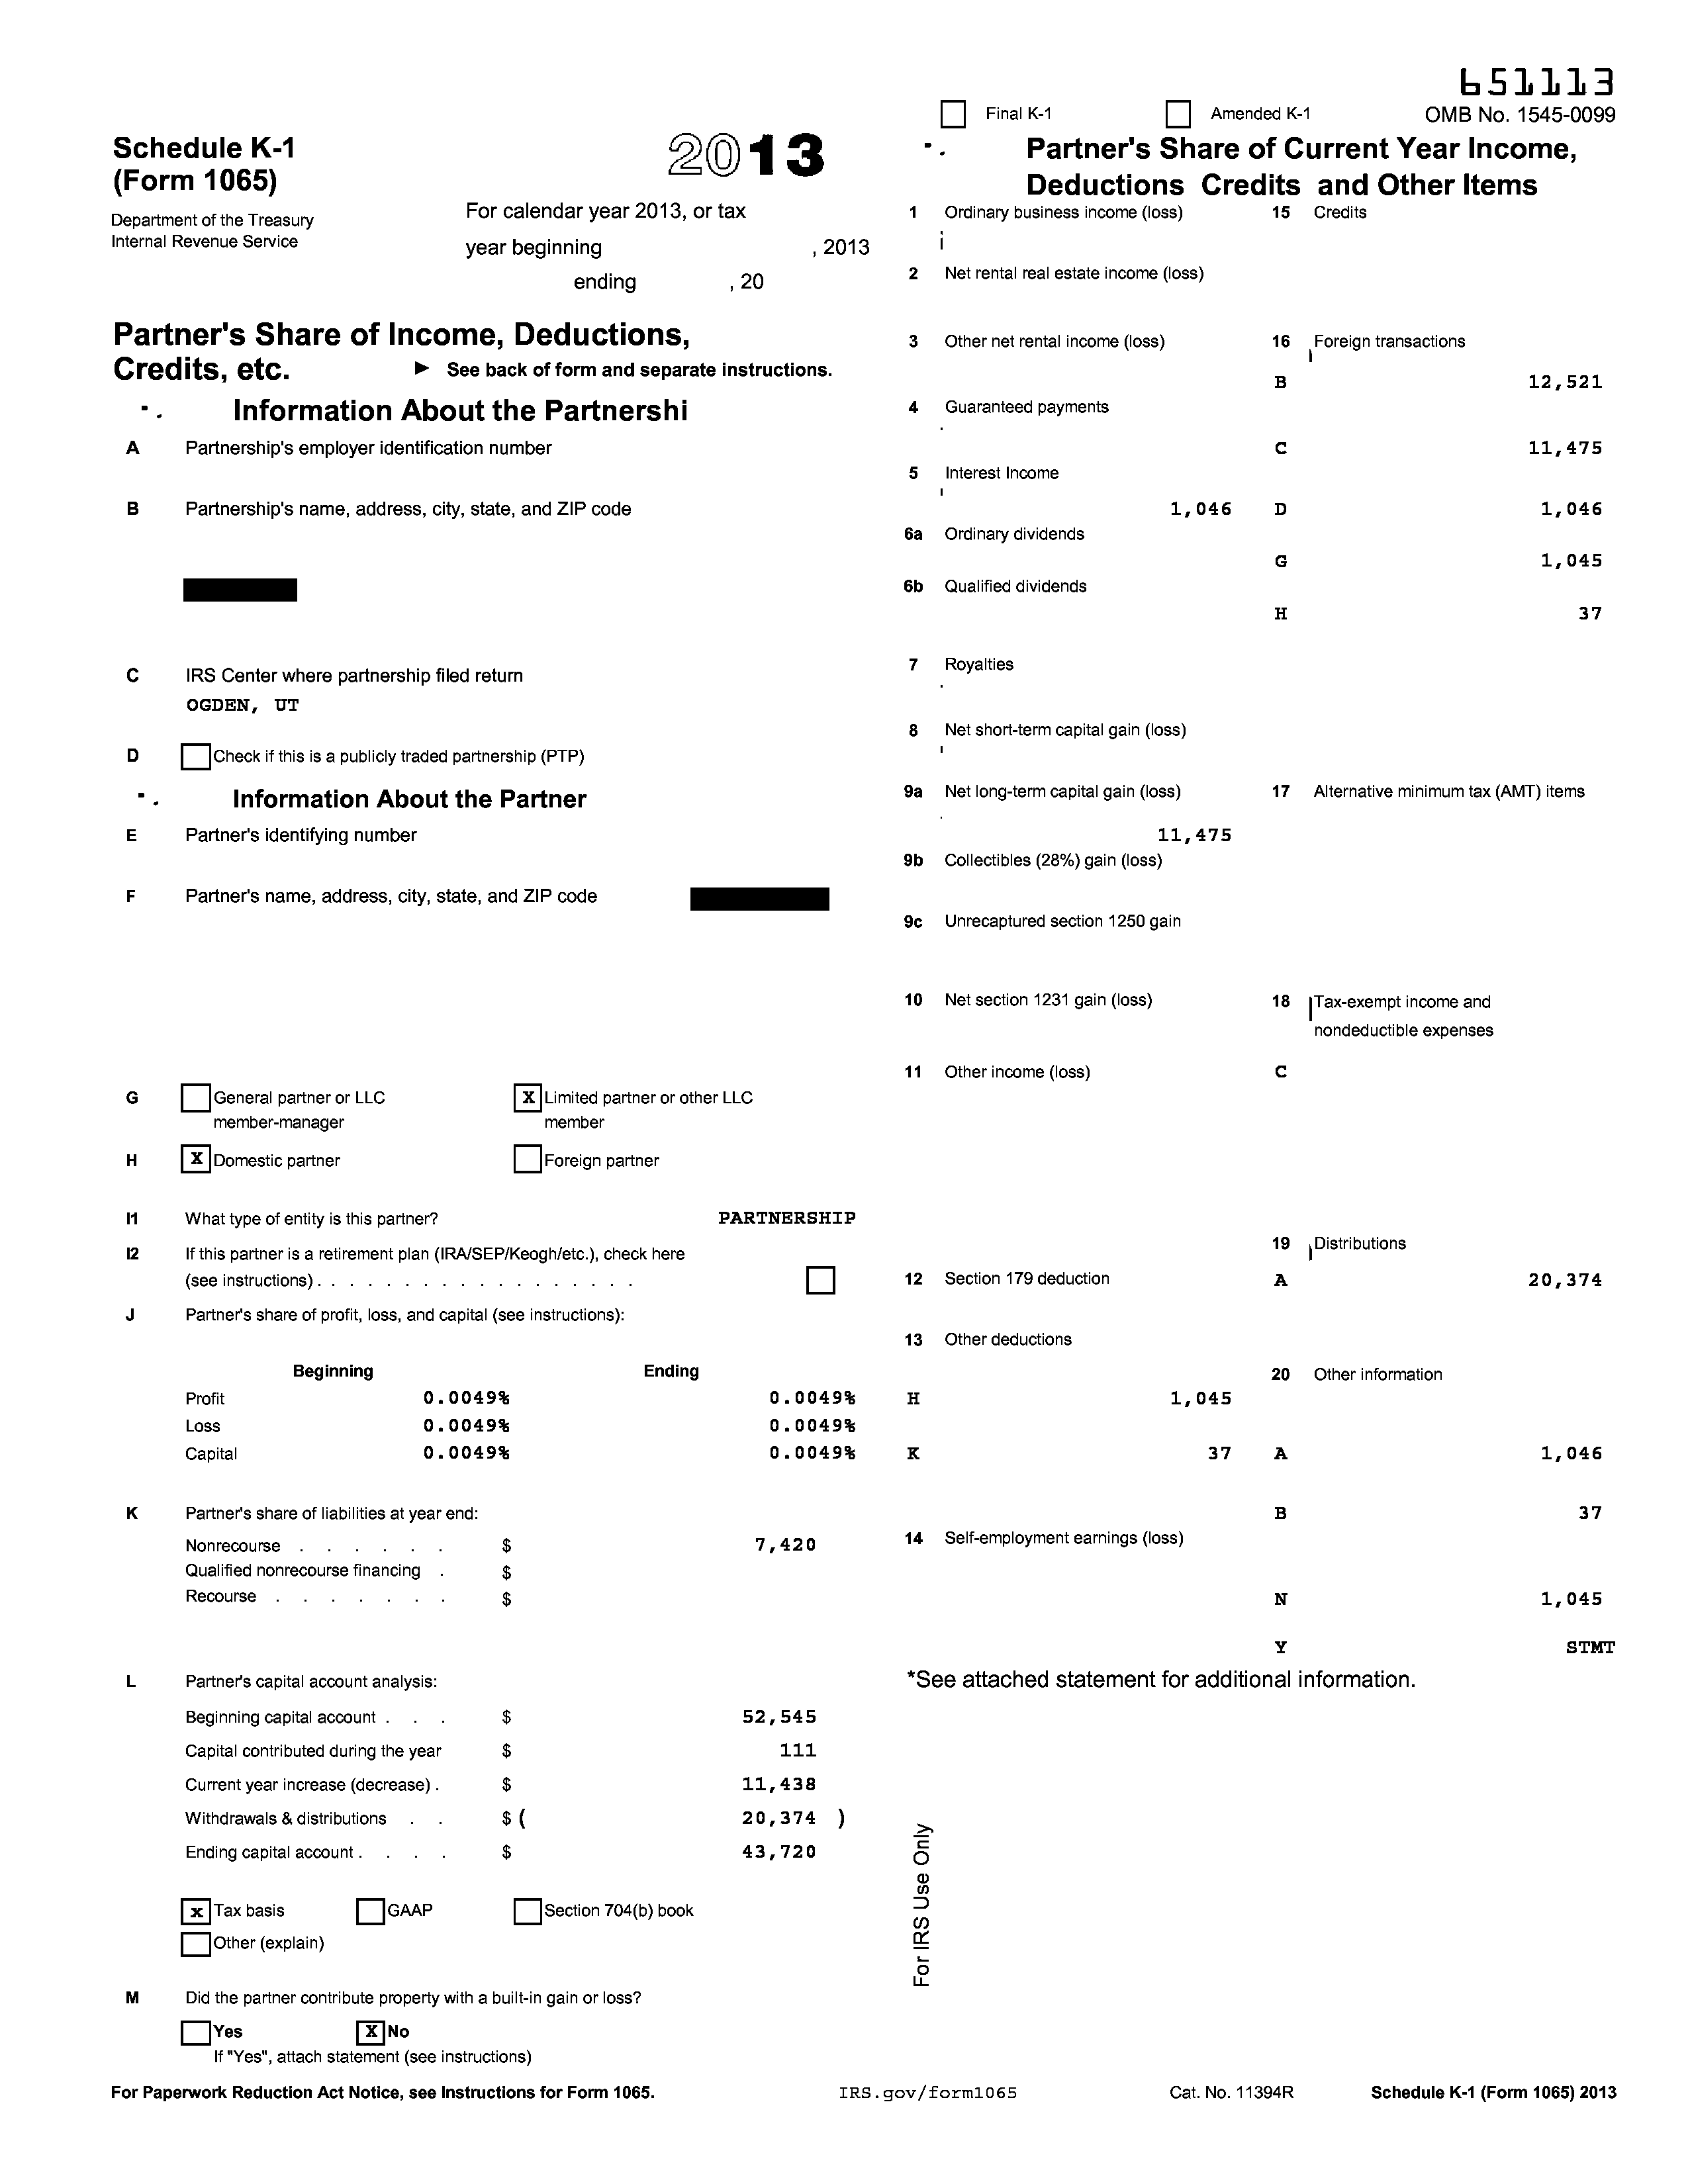 651113
Final K-1 Amended K-1 OMB No. 1545-0099
Schedule K-1
(Form 1065)
2013
Department of the Treasury
Internal Revenue Service
For calendar year 2013, or tax
year beginning , 2013
ending , 20
Partner's Share of Income, Deductions,
Credits, etc. ► See back of form and separate instructions.
Information About the Partnershi
A Partnership's employer identification number
B Partnership's name, address, city, state, and ZIP code
C IRS Center where partnership filed return
OGDEN, UT
D Check if this is a publicly traded partnership (PTP)
Information About the Partner
E Partner's identifying number
F Partner's name, address, city, state, and ZIP code
G General partner or LLC member-manager
X Limited partner or other LLC member
H X Domestic partner Foreign partner
I1 What type of entity is this partner? PARTNERSHIP
I2 If this partner is a retirement plan (IRA/SEP/Keogh/etc.), check here
(see instructions) . . . . . . . . . . . . . . . . . .
J Partner's share of profit, loss, and capital (see instructions):
Beginning Ending
Profit 0.0049% 0.0049%
Loss 0.0049% 0.0049%
Capital 0.0049% 0.0049%
K Partner's share of liabilities at year end:
Nonrecourse . . . . . . $ 7,420
Qualified nonrecourse financing . $
Recourse . . . . . . . $
L Partner's capital account analysis:
Beginning capital account . . . $ 52,545
Capital contributed during the year $ 111
Current year increase (decrease) . $ 11,438
Withdrawals & distributions . . $ ( 20,374 )
Ending capital account . . . . $ 43,720
x Tax basis GAAP Section 704(b) book
Other (explain)
M Did the partner contribute property with a built-in gain or loss?
Yes X No
If "Yes", attach statement (see instructions)
Partner's Share of Current Year Income,
Deductions Credits and Other Items
1 Ordinary business income (loss)
2 Net rental real estate income (loss)
3 Other net rental income (loss)
4 Guaranteed payments
5 Interest Income
1,046
6a Ordinary dividends
6b Qualified dividends
7 Royalties
8 Net short-term capital gain (loss)
9a Net long-term capital gain (loss)
11,475
9b Collectibles (28%) gain (loss)
9c Unrecaptured section 1250 gain
10 Net section 1231 gain (loss)
11 Other income (loss)
12 Section 179 deduction
13 Other deductions
H 1,045
K 37
14 Self-employment earnings (loss)
15 Credits
16 Foreign transactions
B 12,521
C 11,475
D 1,046
G 1,045
H 37
17 Alternative minimum tax (AMT) items
18 Tax-exempt income and
nondeductible expenses
C
19 Distributions
A 20,374
20 Other information
A 1,046
B 37
N 1,045
Y STMT
*See attached statement for additional information.
For IRS Use Only
For Paperwork Reduction Act Notice, see Instructions for Form 1065. IRS.gov/form1065 Cat. No. 11394R Schedule K-1 (Form 1065) 2013